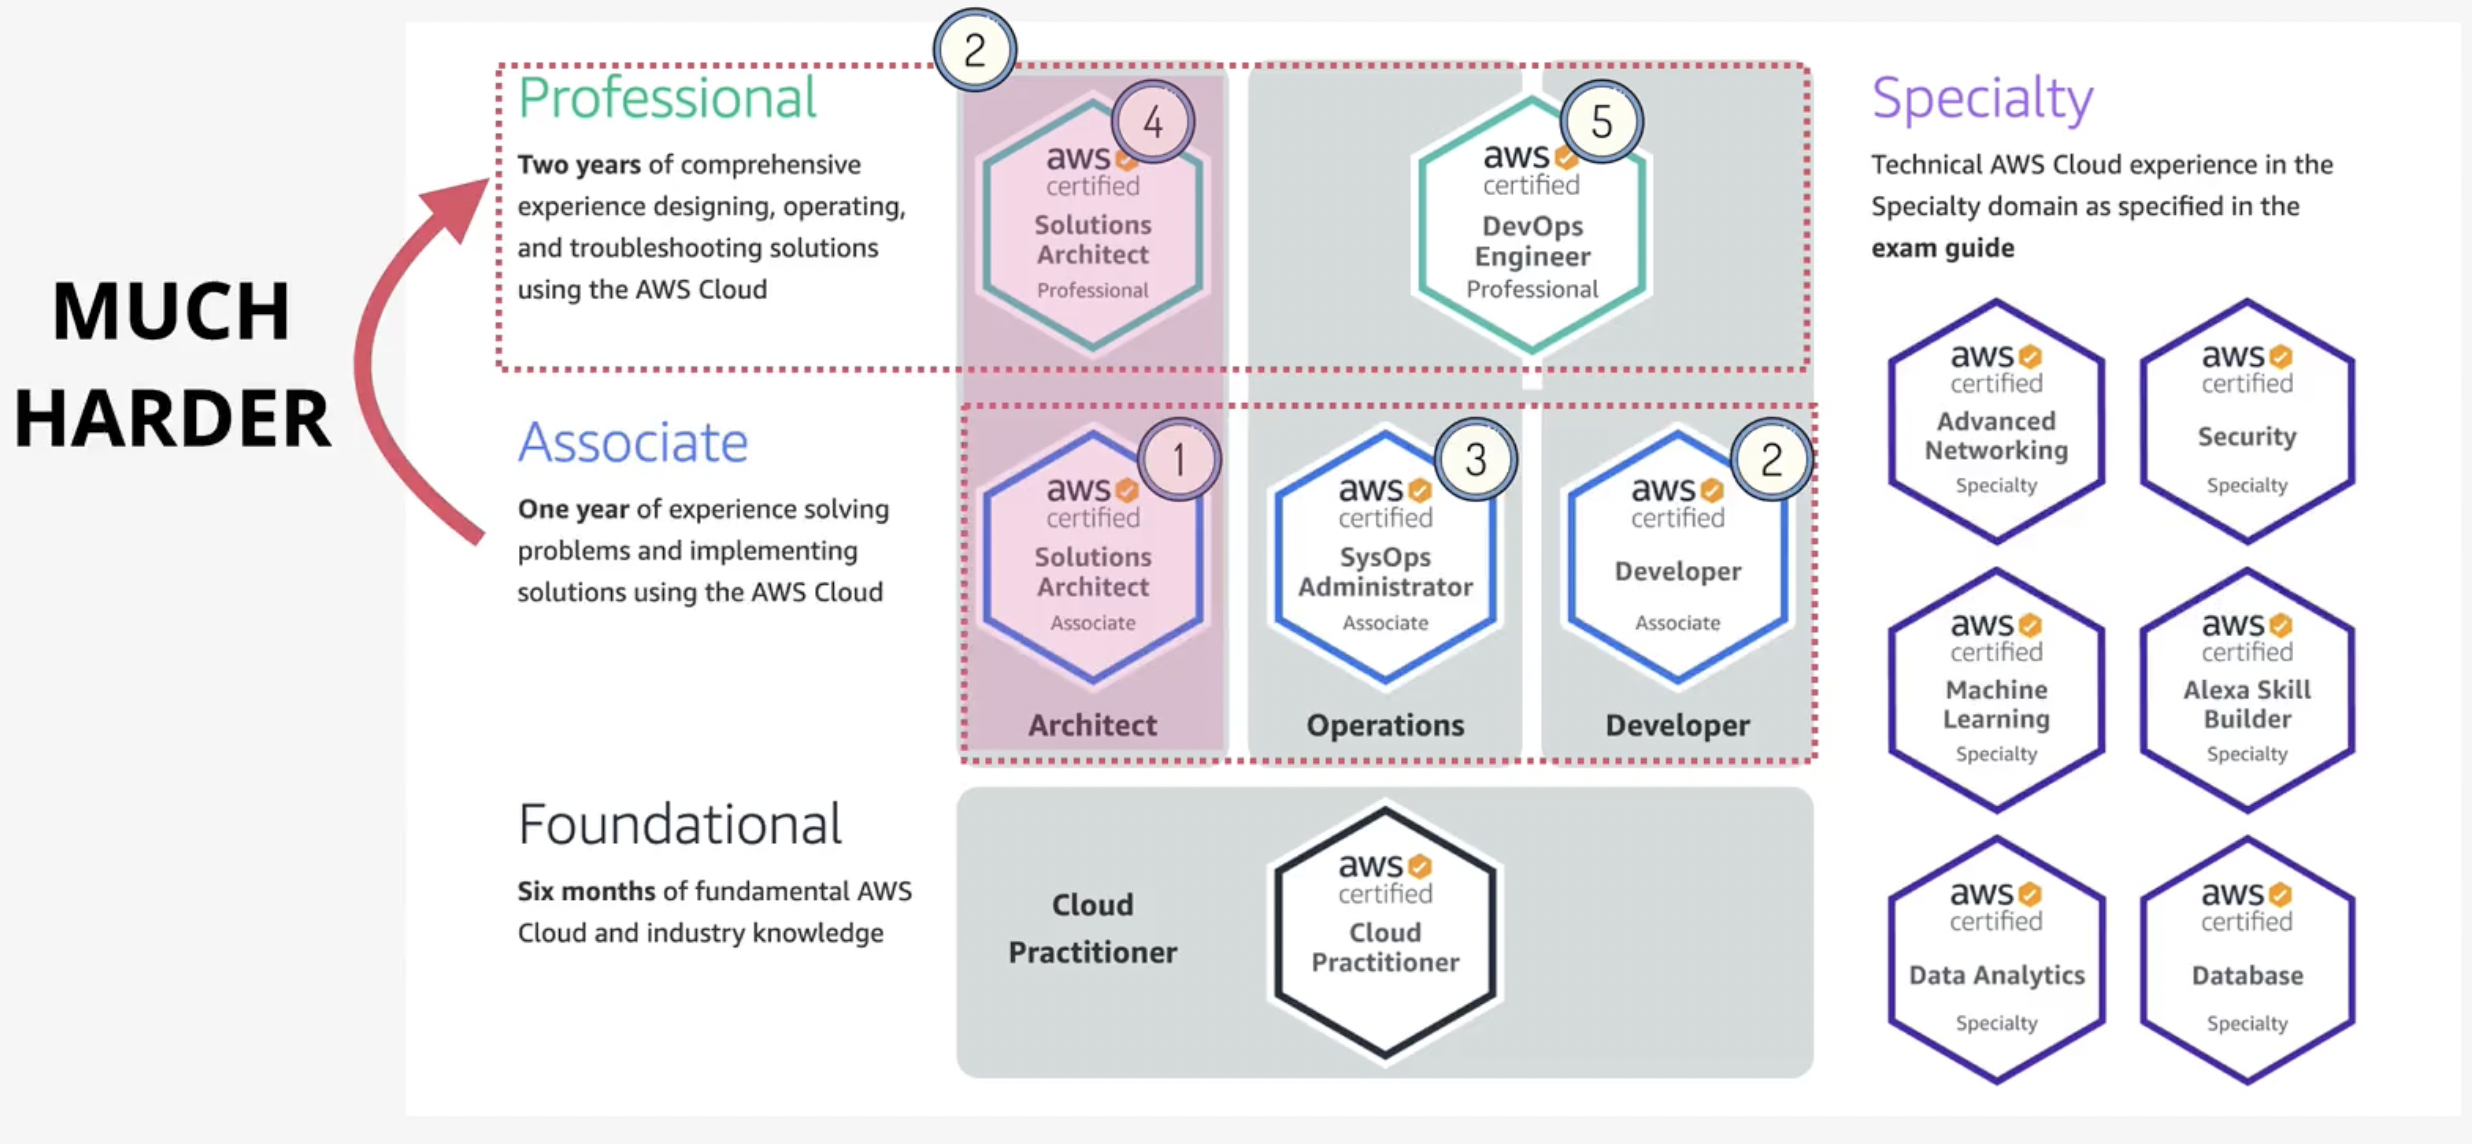 MUCH
HARDER
2
Professional
Two years of comprehensive
experience designing, operating,
and troubleshooting solutions
using the AWS Cloud
4
aws
certified
Solutions
Architect
Professional
5
aws
certified
DevOps
Engineer
Professional
Associate
One year of experience solving
problems and implementing
solutions using the AWS Cloud
1
aws
certified
Solutions
Architect
Associate
Architect
3
aws
certified
SysOps
Administrator
Associate
Operations
2
aws
certified
Developer
Associate
Developer
Foundational
Six months of fundamental AWS
Cloud and industry knowledge
Cloud
Practitioner
aws
certified
Cloud
Practitioner
Specialty
Technical AWS Cloud experience in the
Specialty domain as specified in the
exam guide
aws
certified
Advanced
Networking
Specialty
aws
certified
Security
Specialty
aws
certified
Machine
Learning
Specialty
aws
certified
Alexa Skill
Builder
Specialty
aws
certified
Data Analytics
Specialty
aws
certified
Database
Specialty